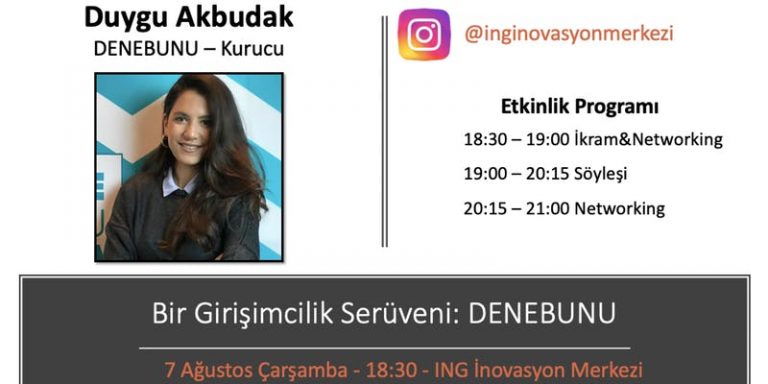 Duygu Akbudak
DENEBUNU – Kurucu
@inginovasyonmerkezi
Etkinlik Programı
18:30 – 19:00 İkram&Networking
19:00 – 20:15 Söyleşi
20:15 – 21:00 Networking
Bir Girişimcilik Serüveni: DENEBUNU
7 Ağustos Çarşamba - 18:30 - ING İnovasyon Merkezi